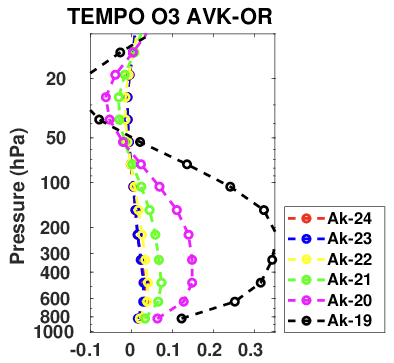 TEMPO O3 AVK-OR
Pressure (hPa)
20
50
100
200
300
400
600
800
1000
-0.1 0 0.1 0.2 0.3
Ak-24
Ak-23
Ak-22
Ak-21
Ak-20
Ak-19